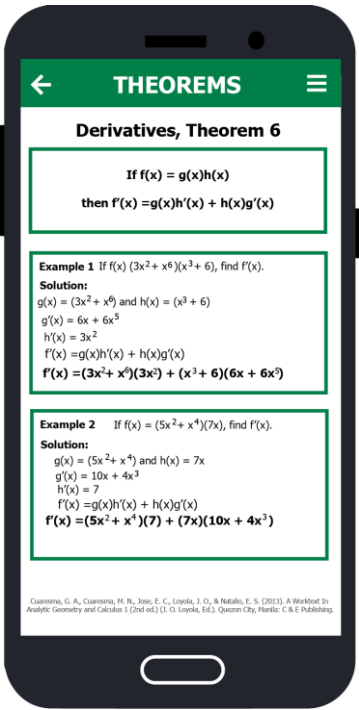 THEOREMS
Derivatives, Theorem 6
If f(x) = g(x)h(x)
then f'(x) =g(x)h'(x) + h(x)g'(x)
Example 1 If f(x) (3x²+ x⁶)(x³+ 6), find f'(x).
Solution:
g(x) = (3x²+ x⁶) and h(x) = (x³ + 6)
g'(x) = 6x + 6x⁵
h'(x) = 3x²
f'(x) =g(x)h'(x) + h(x)g'(x)
f'(x) =(3x²+ x⁶)(3x²) + (x³+ 6)(6x + 6x⁵)
Example 2 If f(x) = (5x²+ x⁴)(7x), find f'(x).
Solution:
g(x) = (5x²+ x⁴) and h(x) = 7x
g'(x) = 10x + 4x³
h'(x) = 7
f'(x) =g(x)h'(x) + h(x)g'(x)
f'(x) =(5x²+ x⁴)(7) + (7x)(10x + 4x³)
Cuaresma, G. A., Cuaresma, M. N., Jose, E. C., Loyola, J. O., & Natalio, E. S. (2013). A Worktext In
Analytic Geometry and Calculus 1 (2nd ed.) (J. O. Loyola, Ed.). Quezon City, Manila: C & E Publishing.